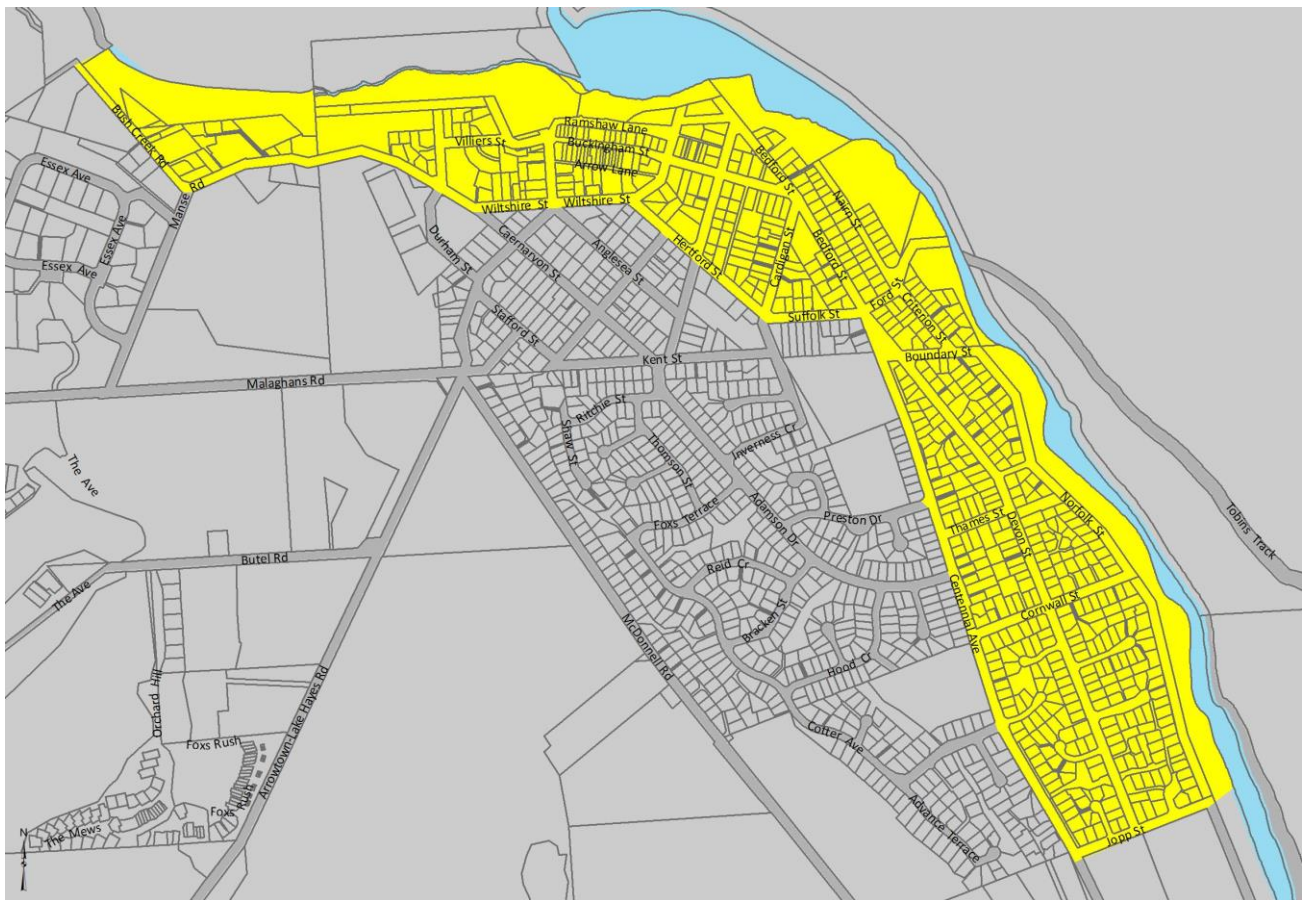 Bush Creek Rd
Manse Rd
Essex Ave
Essex Ave
Essex Ave
Ramshaw Lane
Villiers St
Buckingham St
Arrow Lane
Wiltshire St
Wiltshire St
Bedford St
Nairn St
Hertford St
Cardigan St
Bedford St
Durham St
Caernarvon St
Anglesea St
Stafford St
Suffolk St
Ford St
Criterion St
Boundary St
Kent St
Malaghans Rd
Ritchie St
Shaw St
Thomson St
Inverness Cr
The Ave
Foxs Terrace
Adamson Dr
Preston Dr
Thames St
Devon St
Norfolk St
Tobins Track
Butel Rd
The Ave
Reid Cr
Bracken St
Centennial Ave
Cornwall St
McDonnell Rd
Hood Cr
Orchard Hill
Foxs Rush
Arrowtown-Lake Hayes Rd
Cotter Ave
Foxs Rush
Advance Terrace
The Mews
Jopp St
N